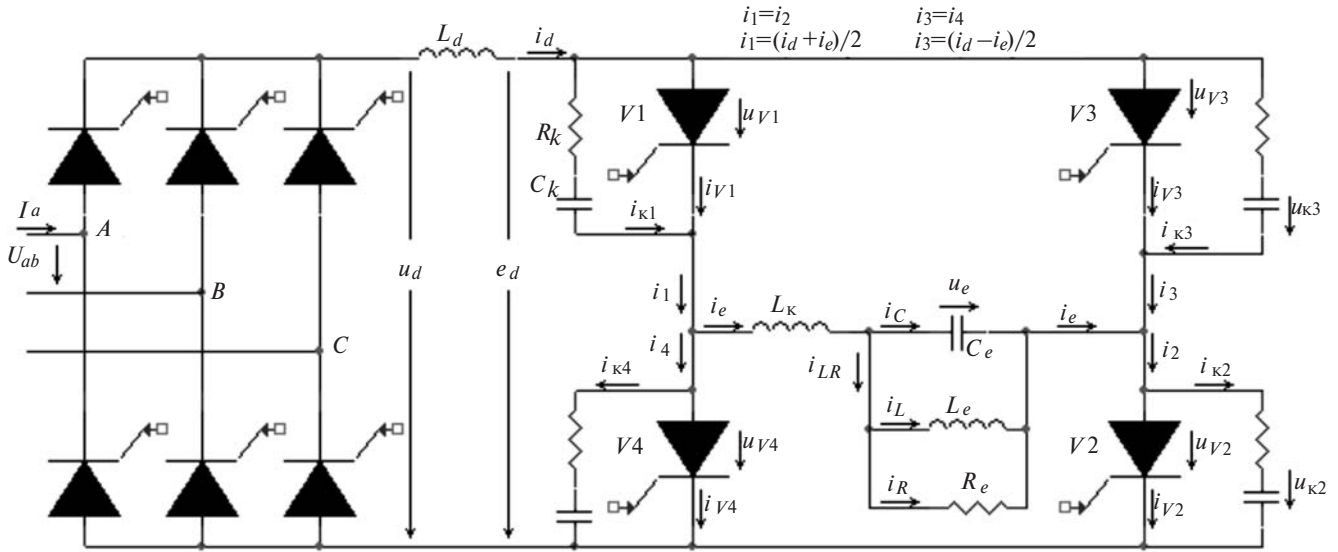 i1=i2 i3=i4
i1=(id+ie)/2 i3=(id−ie)/2
Ld id
V1 uV1 V3 uV3
Rk
Ck iV1 iV3
Ia iк1 uк3
A iк3
Uab
ud ed
B i1 ie Lк iC ue ie i3
C i4 Ce i2
iLR iк4 iк2
iL Le
V4 uV4 V2 uV2
iR Re uк2
iV4 iV2